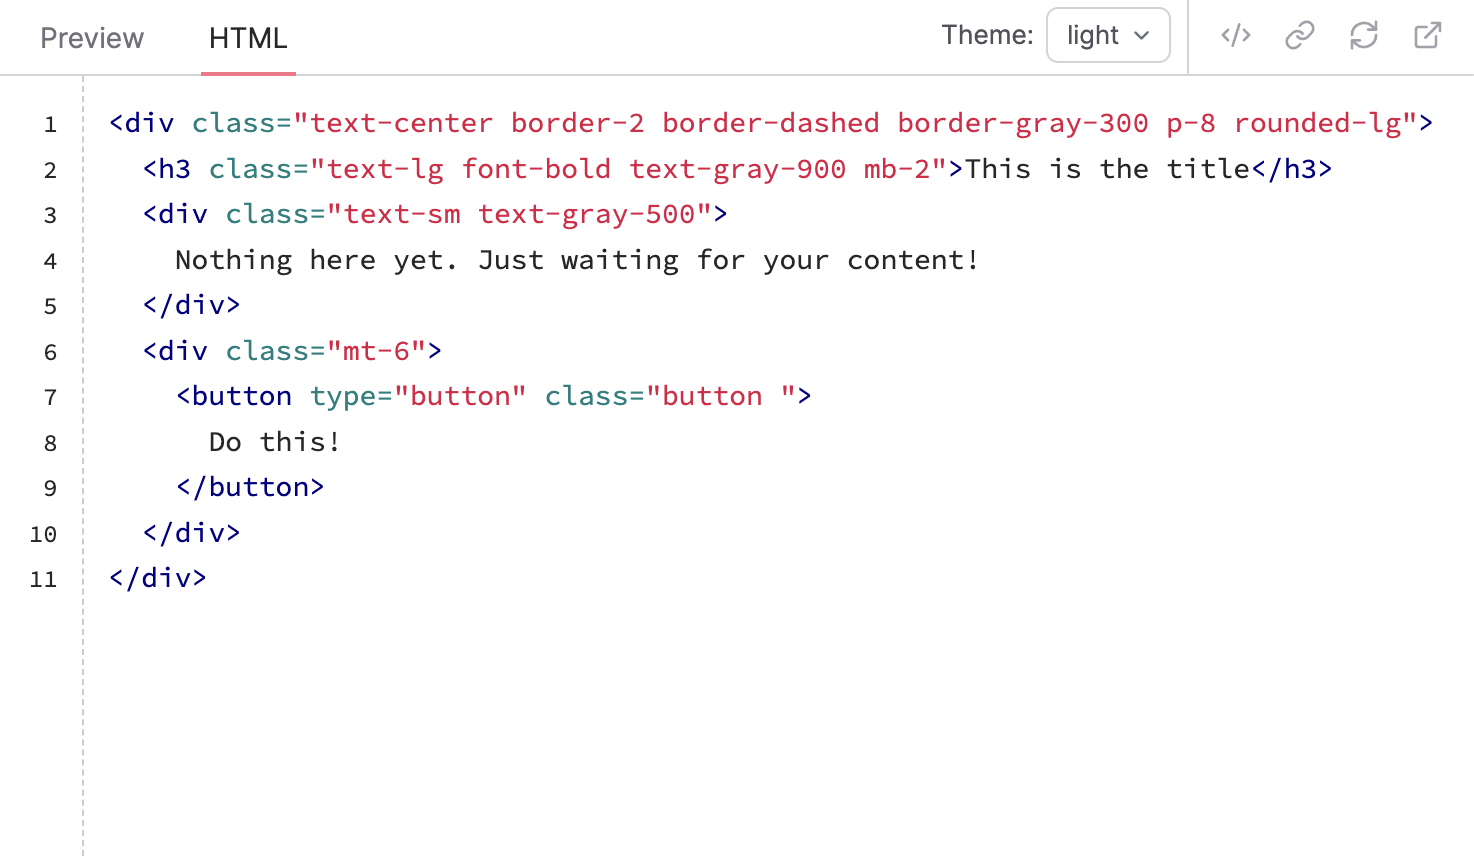 Preview HTML Theme: light
1 <div class="text-center border-2 border-dashed border-gray-300 p-8 rounded-lg">
2   <h3 class="text-lg font-bold text-gray-900 mb-2">This is the title</h3>
3   <div class="text-sm text-gray-500">
4     Nothing here yet. Just waiting for your content!
5   </div>
6   <div class="mt-6">
7     <button type="button" class="button ">
8       Do this!
9     </button>
10   </div>
11 </div>